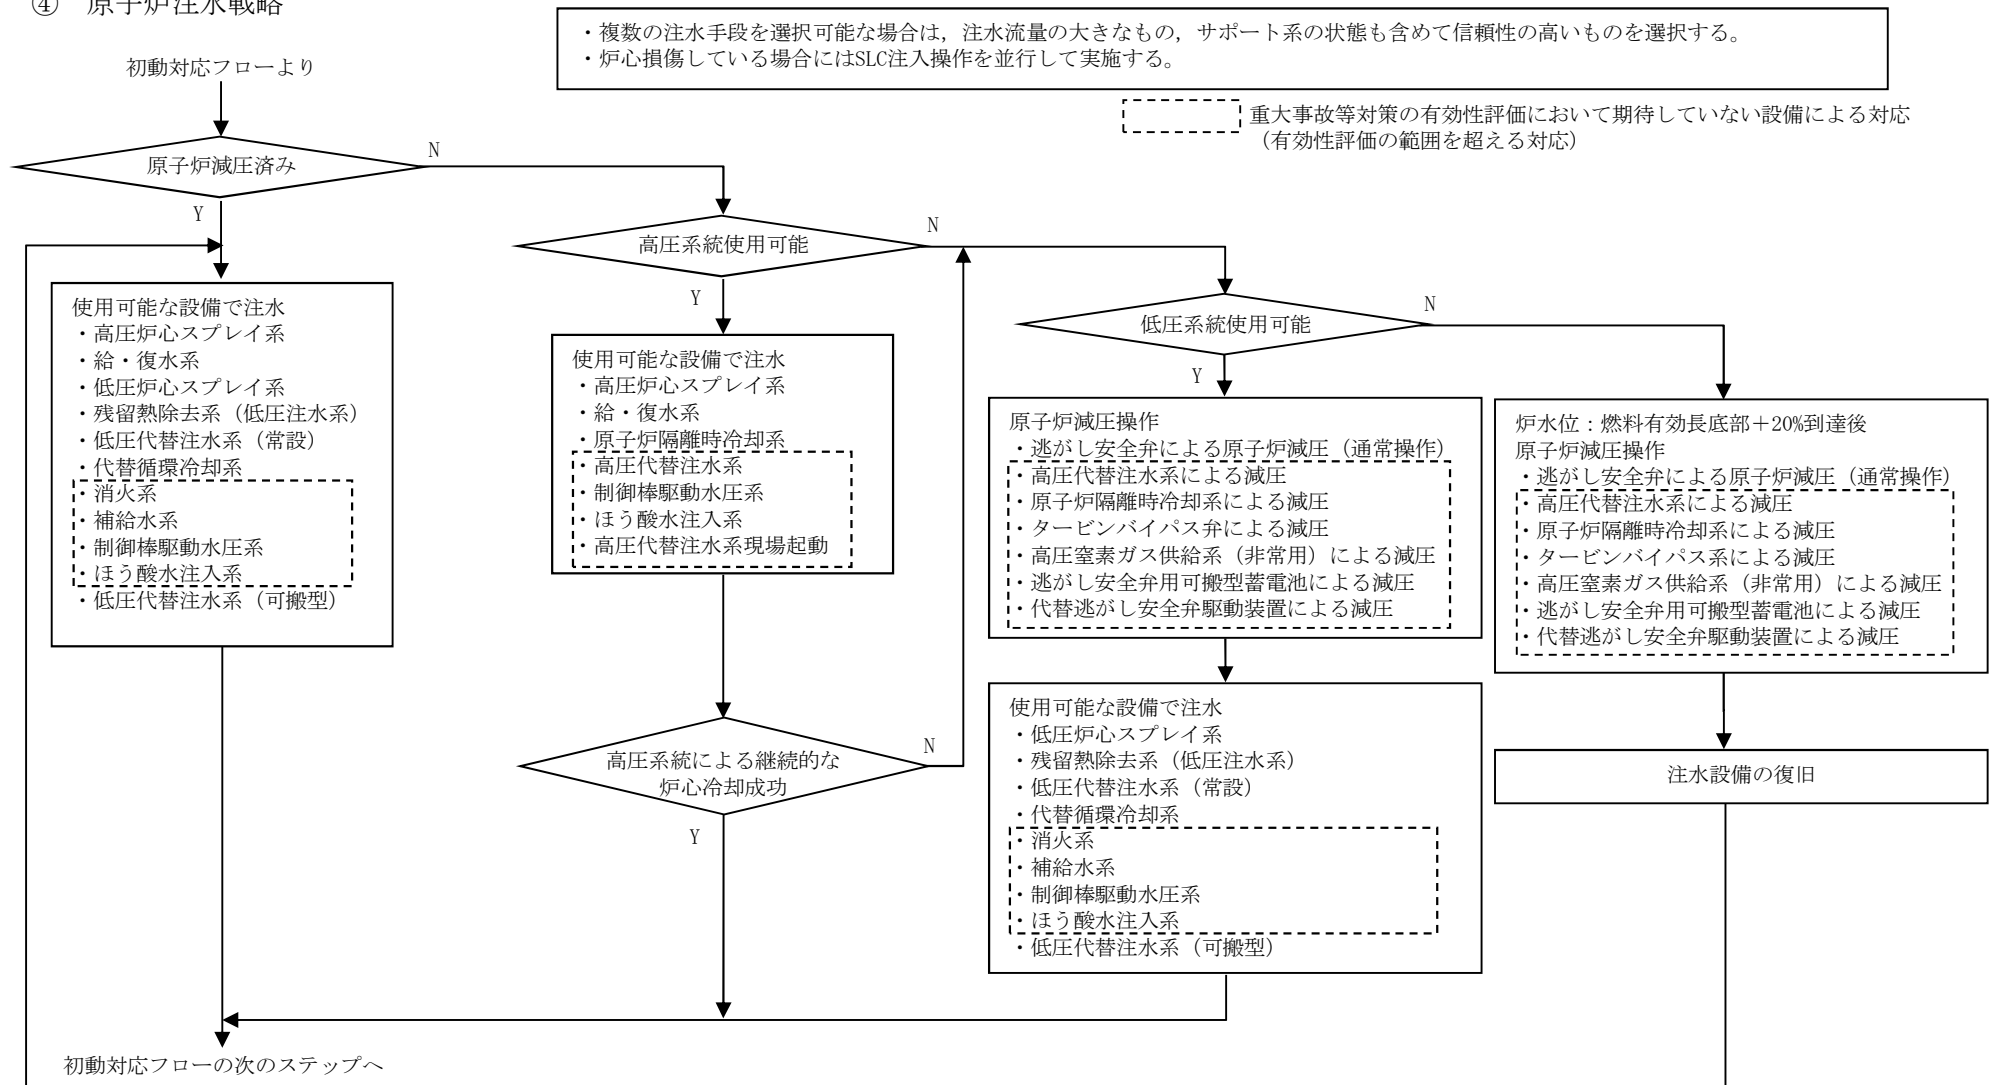 ④ 原子炉注水戦略
・複数の注水手段を選択可能な場合は，注水流量の大きなもの，サポート系の状態も含めて信頼性の高いものを選択する。
・炉心損傷している場合にはSLC注入操作を並行して実施する。
重大事故等対策の有効性評価において期待していない設備による対応
（有効性評価の範囲を超える対応）
初動対応フローより
原子炉減圧済み
N
Y
使用可能な設備で注水
・高圧炉心スプレイ系
・給・復水系
・低圧炉心スプレイ系
・残留熱除去系（低圧注水系）
・低圧代替注水系（常設）
・代替循環冷却系
・消火系
・補給水系
・制御棒駆動水圧系
・ほう酸水注入系
・低圧代替注水系（可搬型）
高圧系統使用可能
N
Y
使用可能な設備で注水
・高圧炉心スプレイ系
・給・復水系
・原子炉隔離時冷却系
・高圧代替注水系
・制御棒駆動水圧系
・ほう酸水注入系
・高圧代替注水系現場起動
高圧系統による継続的な
炉心冷却成功
N
Y
低圧系統使用可能
N
Y
原子炉減圧操作
・逃がし安全弁による原子炉減圧（通常操作）
・高圧代替注水系による減圧
・原子炉隔離時冷却系による減圧
・タービンバイパス弁による減圧
・高圧窒素ガス供給系（非常用）による減圧
・逃がし安全弁用可搬型蓄電池による減圧
・代替逃がし安全弁駆動装置による減圧
使用可能な設備で注水
・低圧炉心スプレイ系
・残留熱除去系（低圧注水系）
・低圧代替注水系（常設）
・代替循環冷却系
・消火系
・補給水系
・制御棒駆動水圧系
・ほう酸水注入系
・低圧代替注水系（可搬型）
炉水位：燃料有効長底部＋20%到達後
原子炉減圧操作
・逃がし安全弁による原子炉減圧（通常操作）
・高圧代替注水系による減圧
・原子炉隔離時冷却系による減圧
・タービンバイパス系による減圧
・高圧窒素ガス供給系（非常用）による減圧
・逃がし安全弁用可搬型蓄電池による減圧
・代替逃がし安全弁駆動装置による減圧
注水設備の復旧
初動対応フローの次のステップへ